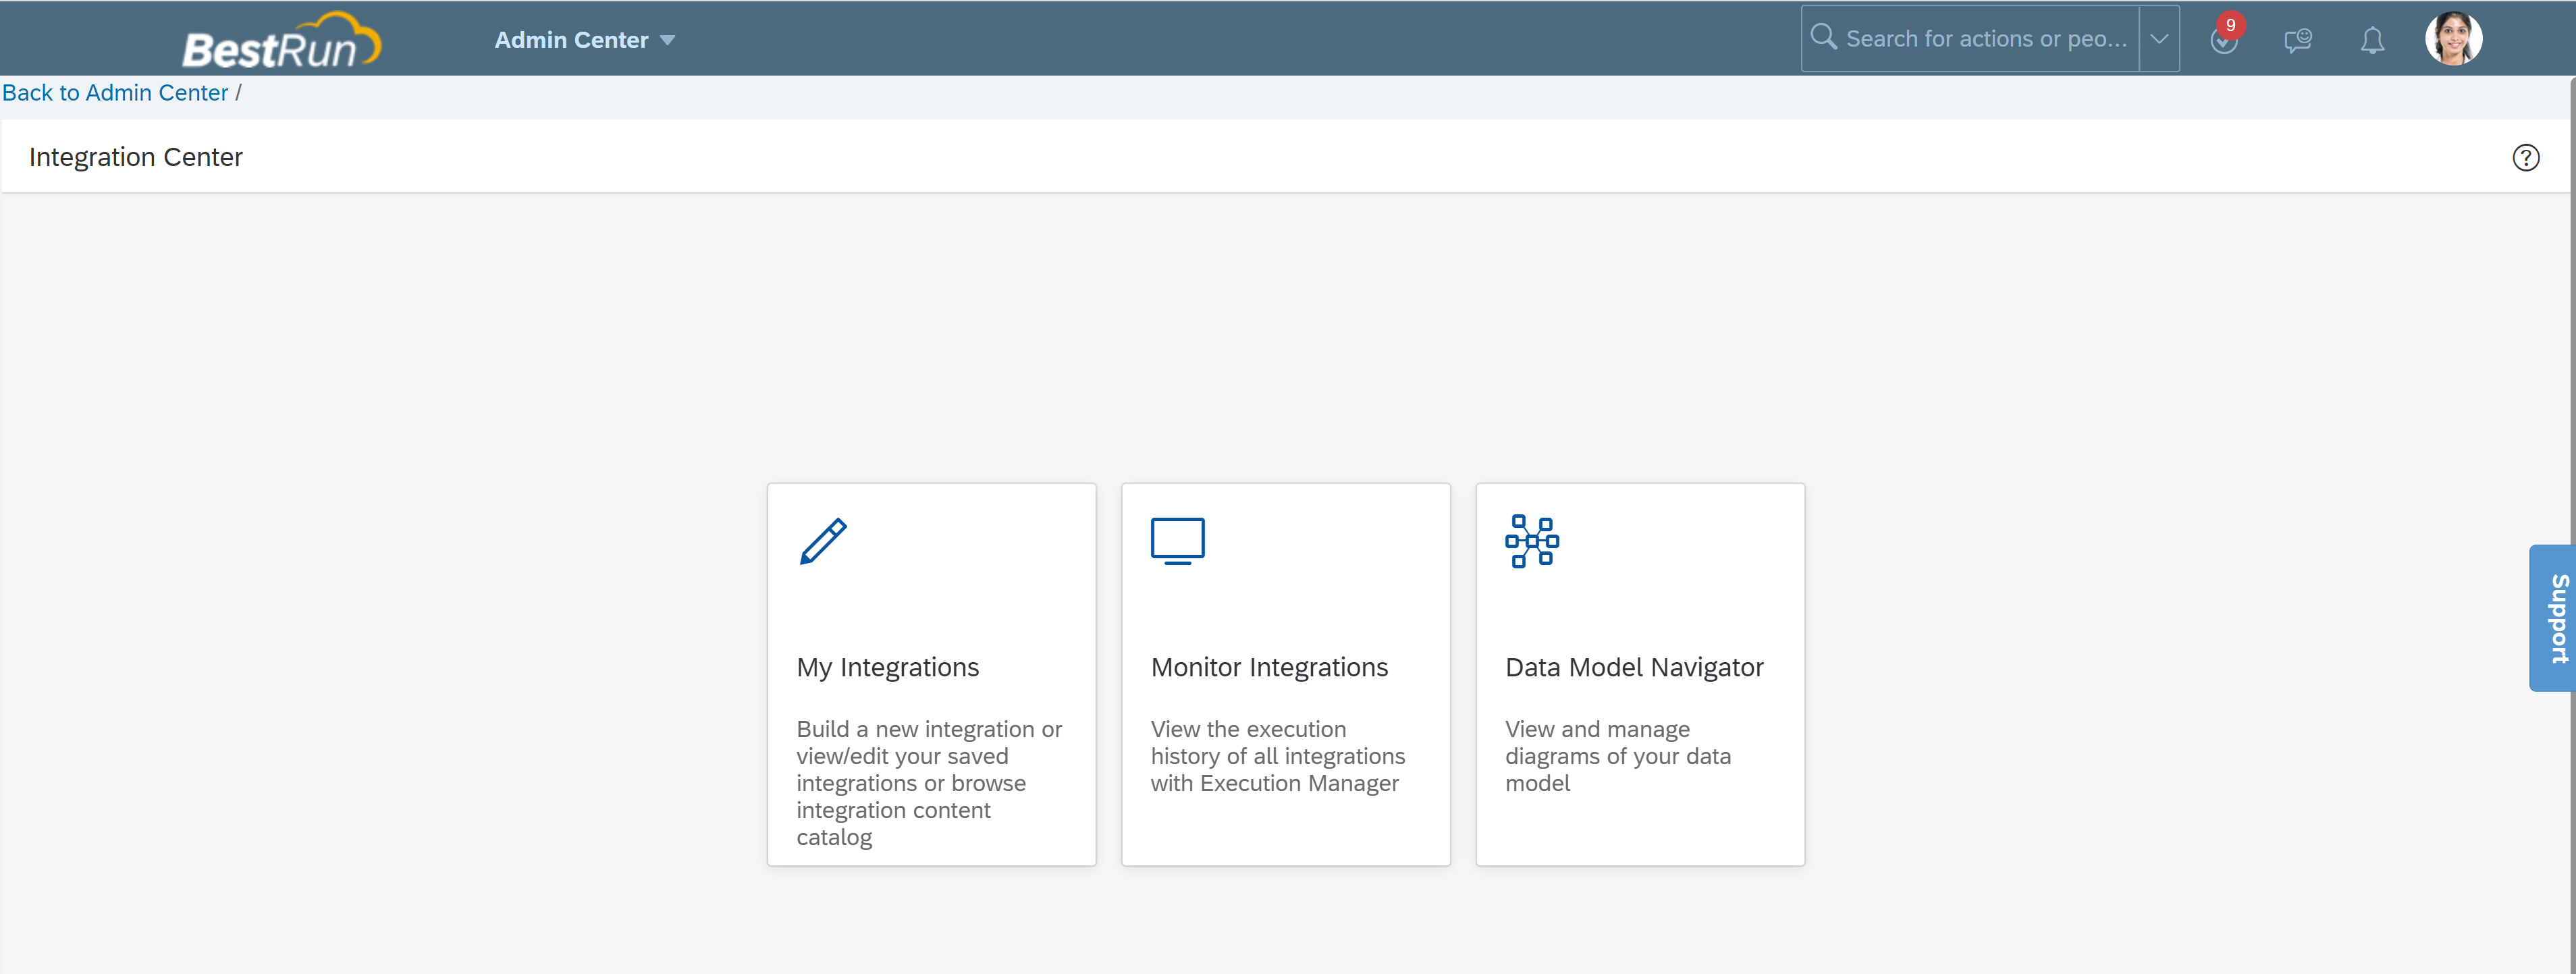 BestRun
Admin Center
Search for actions or peo...
9
Back to Admin Center /
Integration Center
?
My Integrations
Build a new integration or
view/edit your saved
integrations or browse
integration content
catalog
Monitor Integrations
View the execution
history of all integrations
with Execution Manager
Data Model Navigator
View and manage
diagrams of your data
model
Support